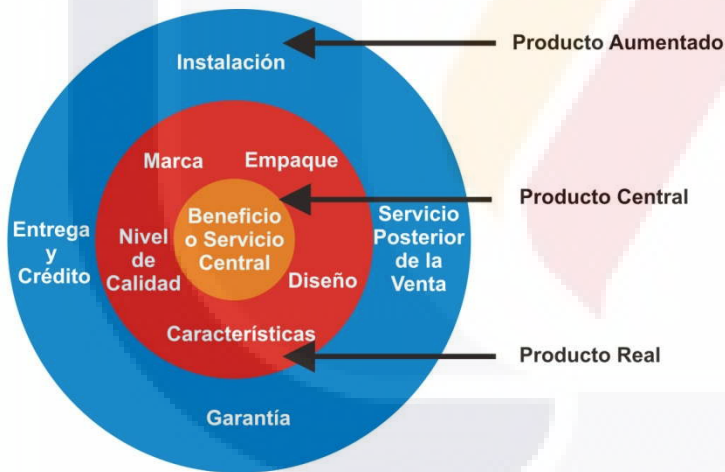 Producto Aumentado
Instalación
Marca
Empaque
Producto Central
Beneficio
o Servicio
Central
Entrega
y
Crédito
Nivel
de
Calidad
Diseño
Servicio
Posterior
de la
Venta
Características
Producto Real
Garantía